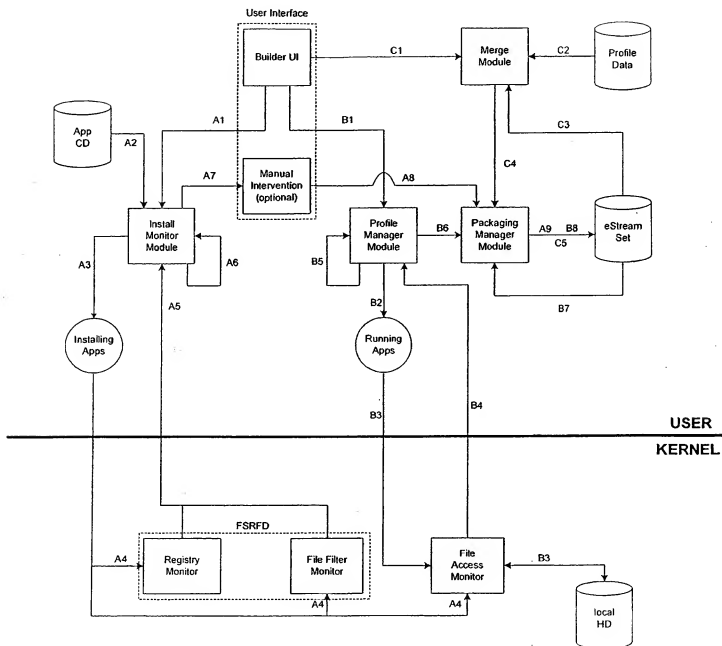 User Interface
Builder UI
C1
Merge
Module
C2
Profile
Data
App
CD
A2
A1
B1
C3
A7
Manual
Intervention
(optional)
A8
C4
Install
Monitor
Module
A3
A6
A5
Profile
Manager
Module
B5
B6
Packaging
Manager
Module
A9
B8
C5
eStream
Set
B7
B2
Installing
Apps
Running
Apps
B3
B4
USER
KERNEL
FSRFD
A4
Registry
Monitor
File Filter
Monitor
A4
File
Access
Monitor
A4
B3
local
HD